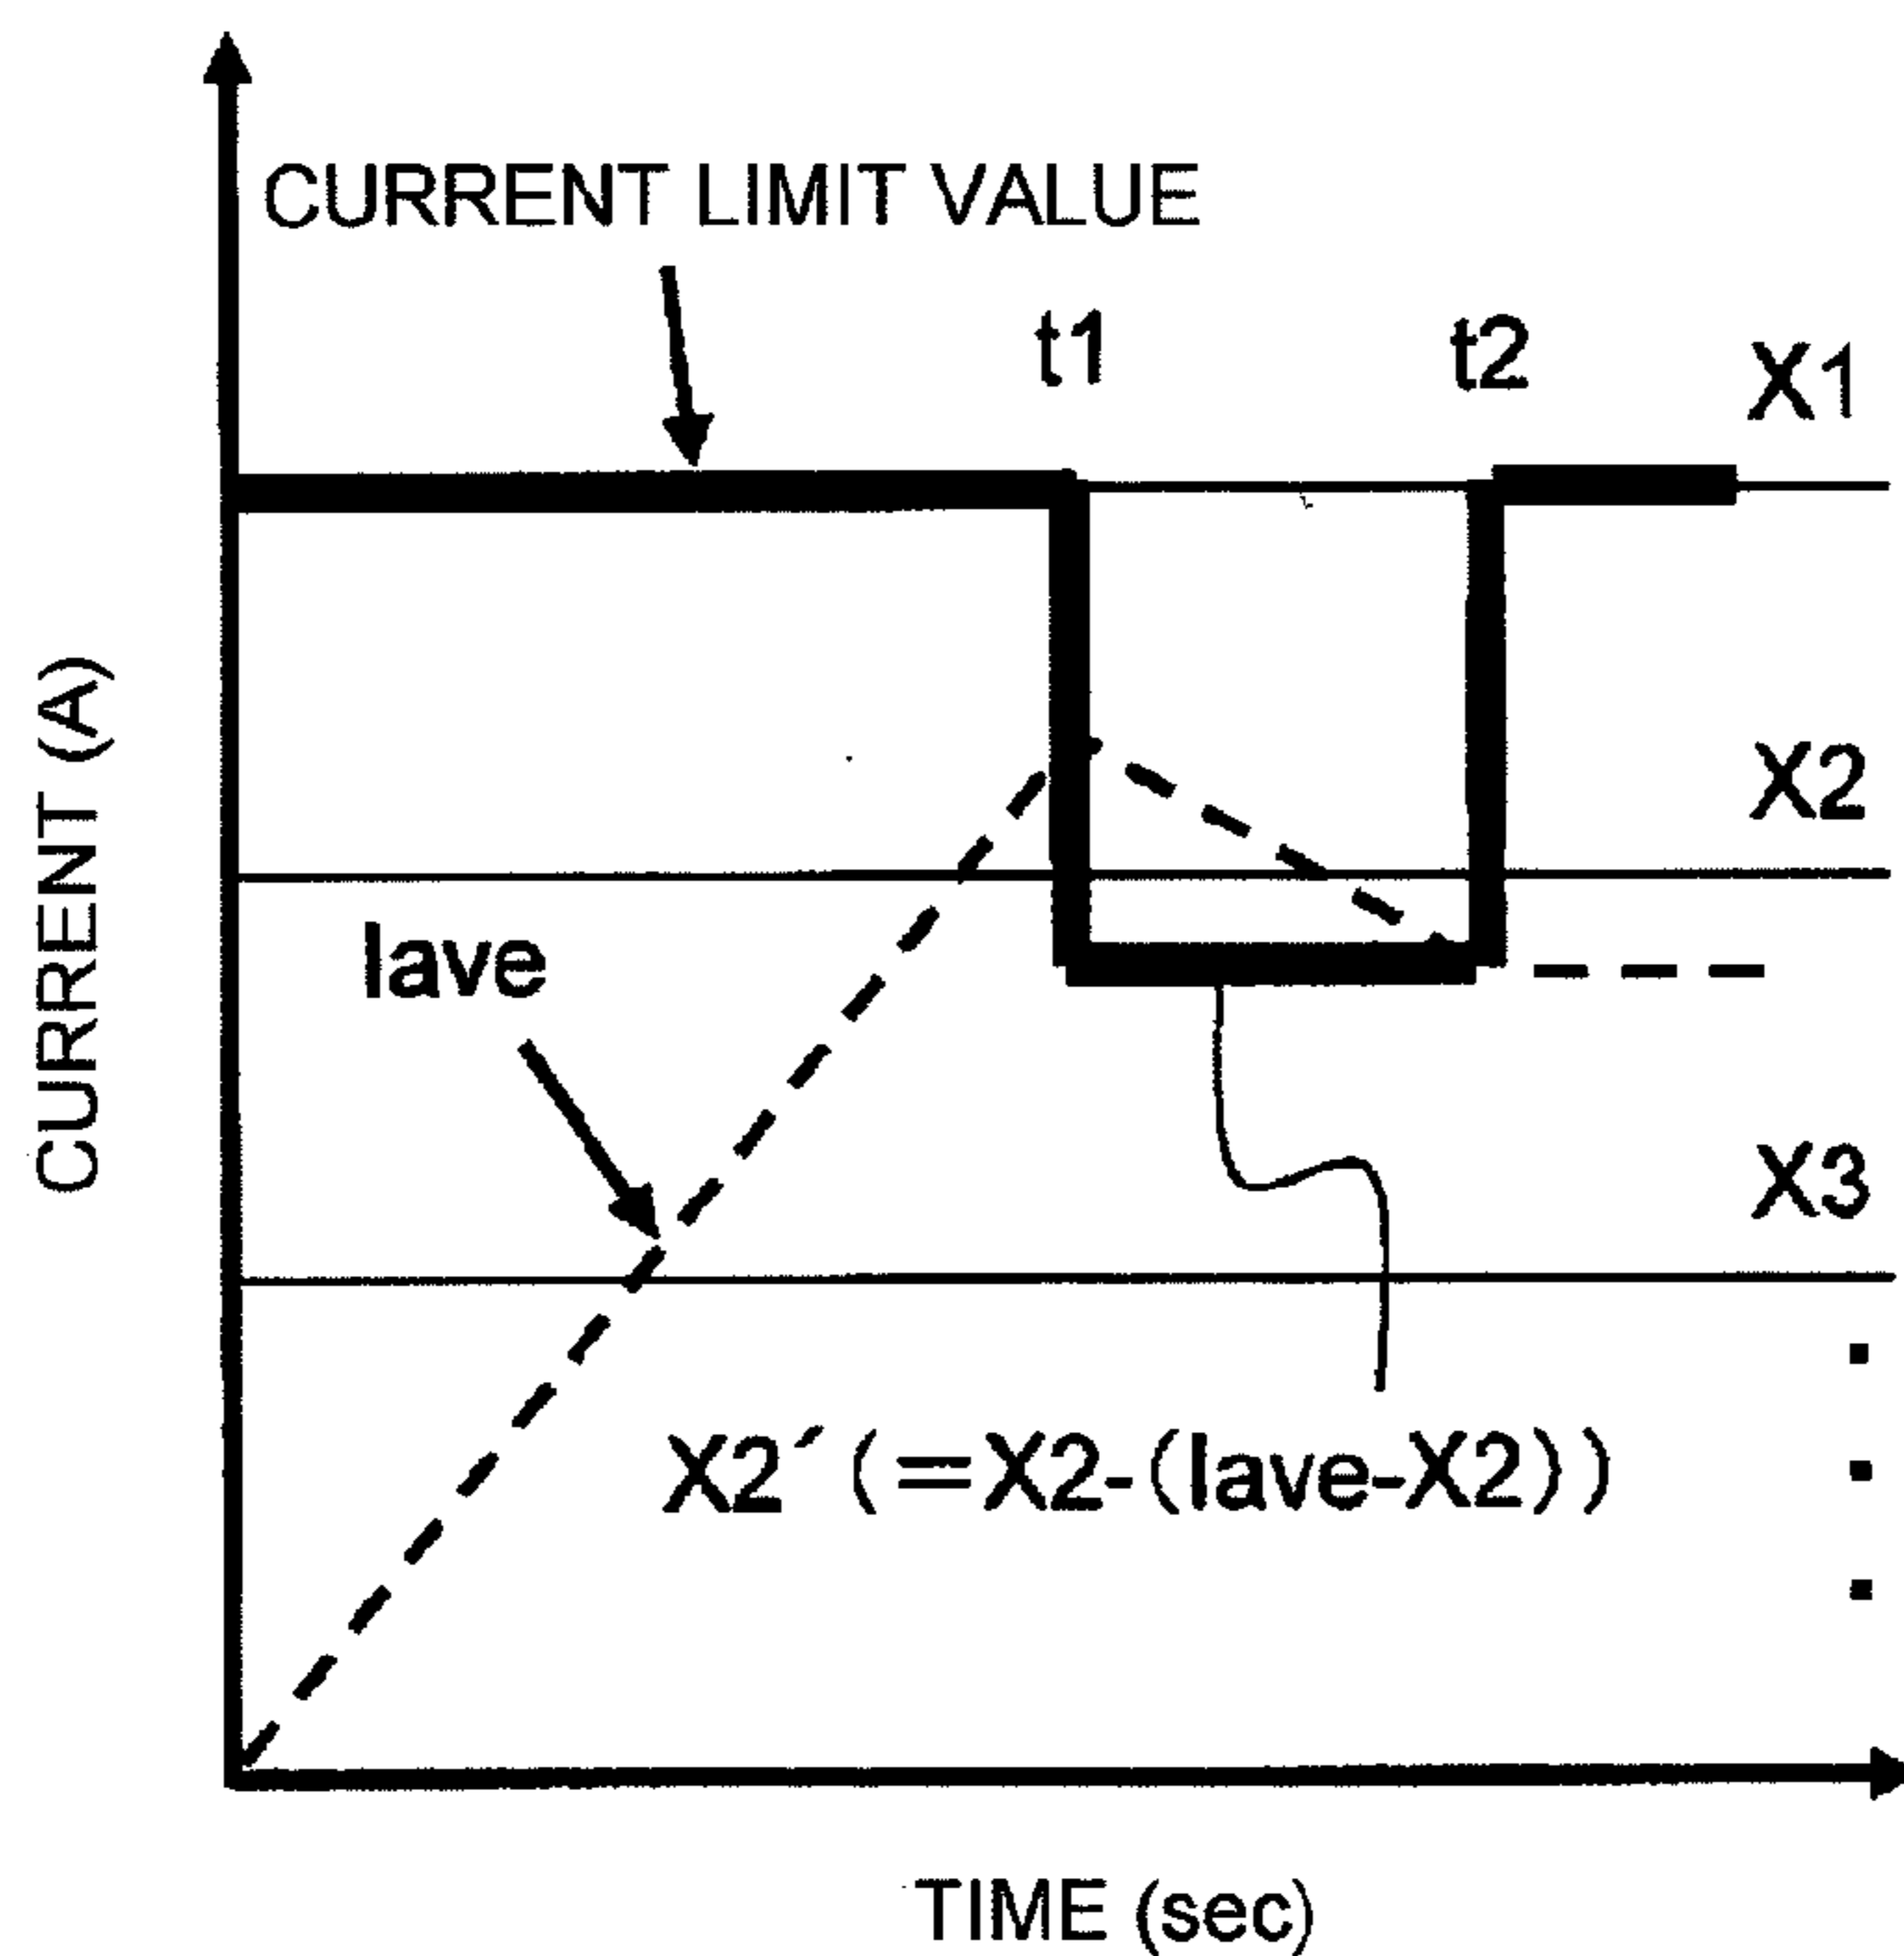 CURRENT LIMIT VALUE
t1
t2
X1
X2
Iave
X3
X2´(=X2-(Iave-X2))
CURRENT (A)
TIME (sec)